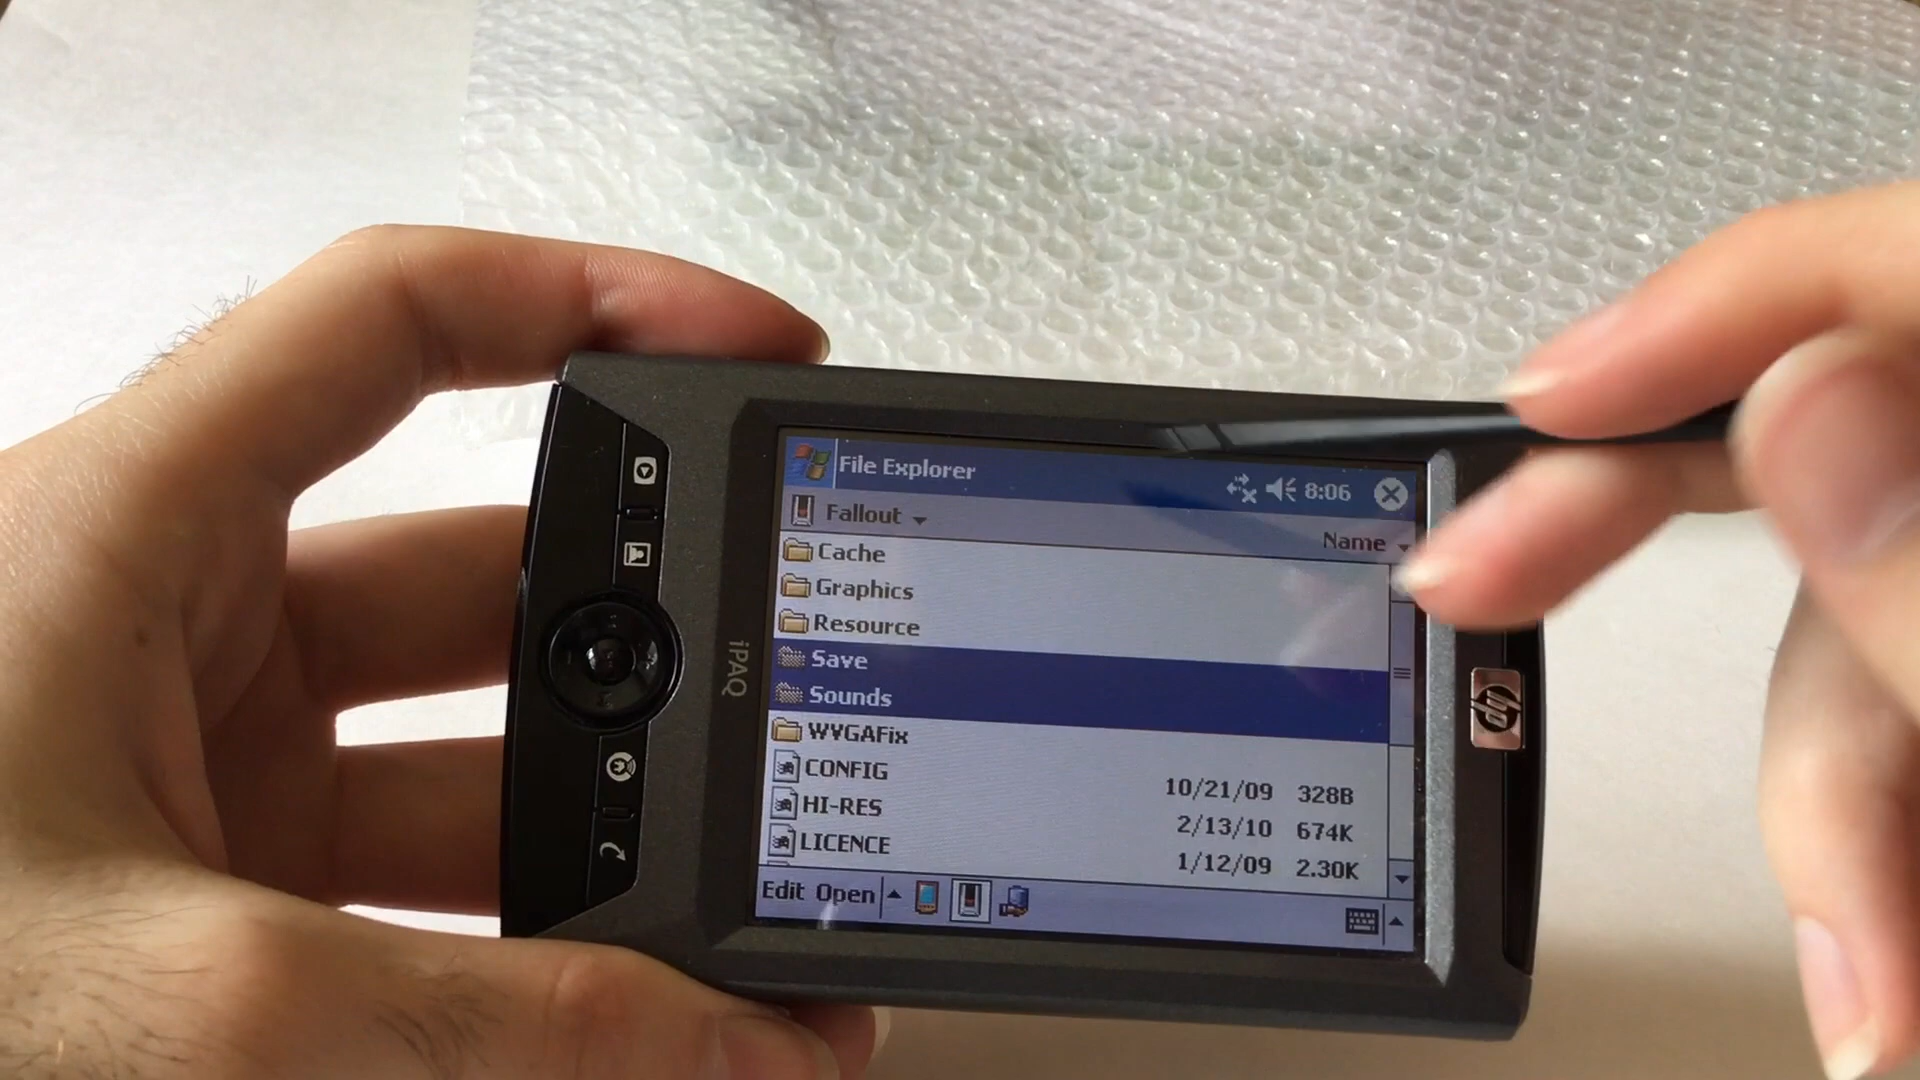 File Explorer 8:06
Fallout
Name
Cache
Graphics
Resource
Save
Sounds
WVGAFix
CONFIG 10/21/09 328B
HI-RES 2/13/10 674K
LICENCE 1/12/09 2.30K
Edit Open
iPAQ
hp